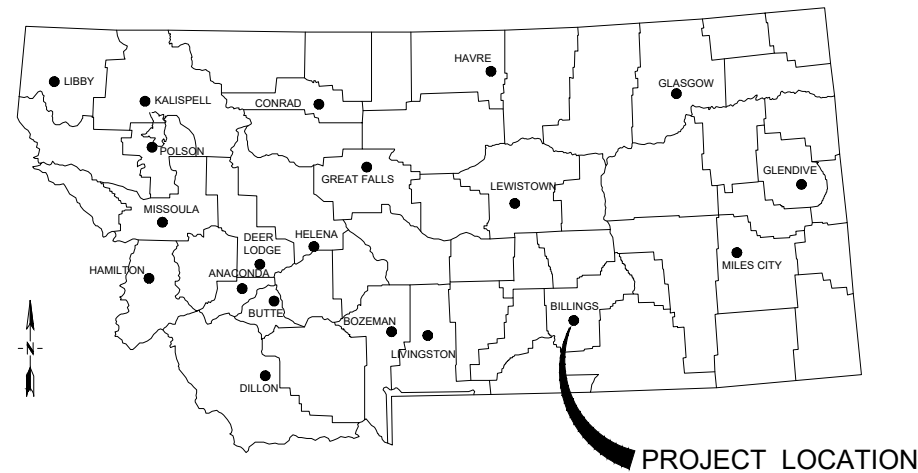 HAVRE
LIBBY
GLASGOW
KALISPELL
CONRAD
POLSON
GREAT FALLS
GLENDIVE
LEWISTOWN
MISSOULA
DEER
LODGE
HELENA
MILES CITY
HAMILTON
ANACONDA
BUTTE
BILLINGS
BOZEMAN
LIVINGSTON
N
DILLON
PROJECT LOCATION